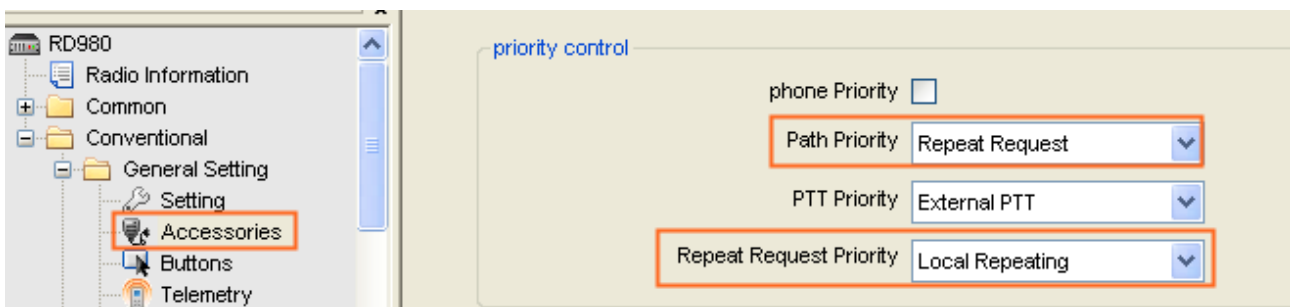 RD980
Radio Information
Common
Conventional
General Setting
Setting
Accessories
Buttons
Telemetry
priority control
phone Priority
Path Priority Repeat Request
PTT Priority External PTT
Repeat Request Priority Local Repeating